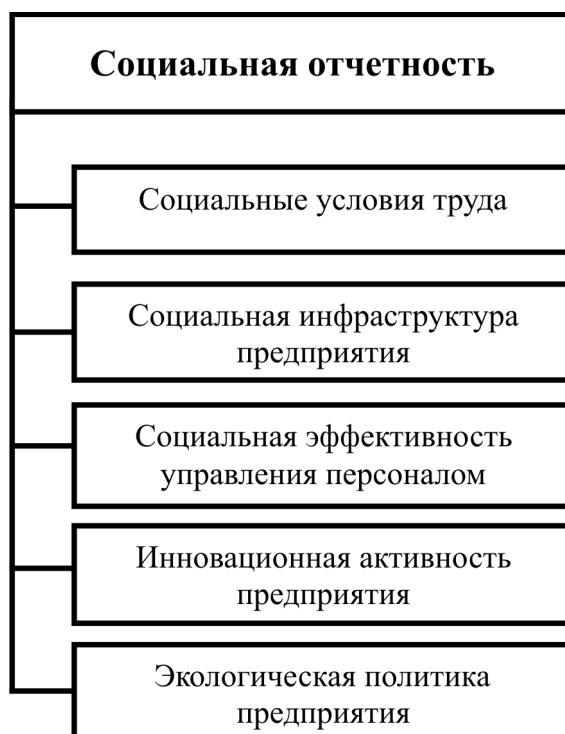 Социальная отчетность
Социальные условия труда
Социальная инфраструктура
предприятия
Социальная эффективность
управления персоналом
Инновационная активность
предприятия
Экологическая политика
предприятия